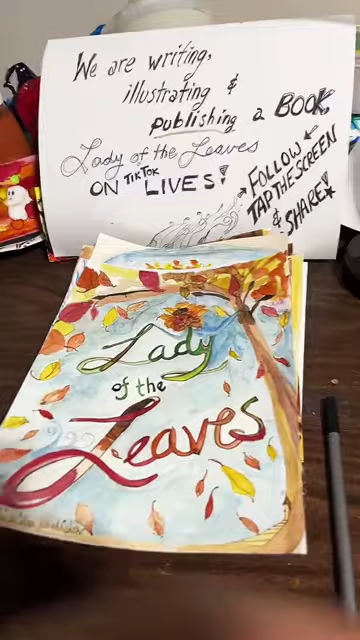 We are writing,
illustrating &
publishing a BOOK
Lady of the Leaves
ON TikTok LIVES!
FOLLOW
TAP THE SCREEN
& SHARE!
Lady
of the
Leaves